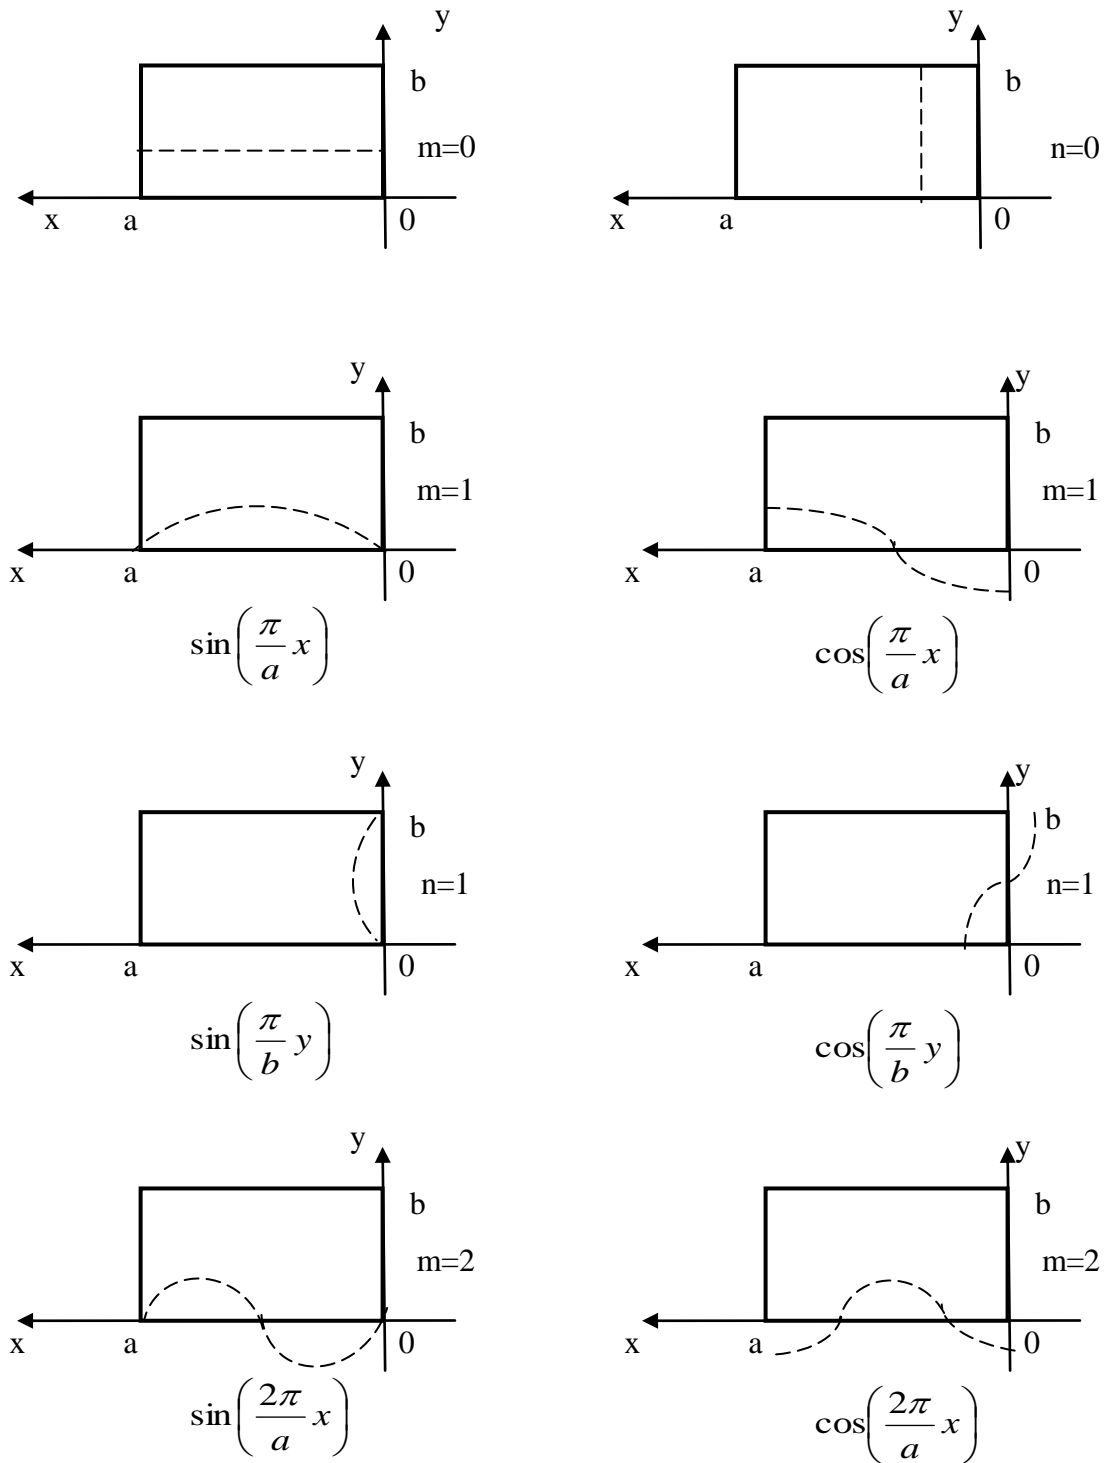 y y
b b
m=0 n=0
x a 0 x a 0
y y
b b
m=1 m=1
x a 0 x a 0
sin(π/a x) cos(π/a x)
y y
b b
n=1 n=1
x a 0 x a 0
sin(π/b y) cos(π/b y)
y y
b b
m=2 m=2
x a 0 x a 0
sin(2π/a x) cos(2π/a x)